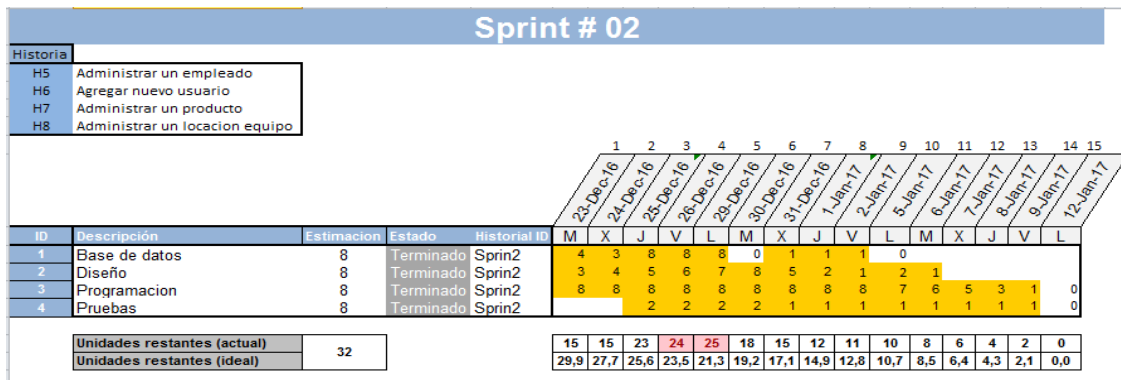 Sprint # 02
Historia
H5 Administrar un empleado
H6 Agregar nuevo usuario
H7 Administrar un producto
H8 Administrar un locacion equipo
1 2 3 4 5 6 7 8 9 10 11 12 13 14 15
23-Dec-16 24-Dec-16 25-Dec-16 26-Dec-16 29-Dec-16 30-Dec-16 31-Dec-16 1-Jan-17 2-Jan-17 5-Jan-17 6-Jan-17 7-Jan-17 8-Jan-17 9-Jan-17 12-Jan-17
ID Descripción Estimacion Estado Historial ID M X J V L M X J V L M X J V L
1 Base de datos 8 Terminado Sprin2 4 3 8 8 8 0 1 1 1 0
2 Diseño 8 Terminado Sprin2 3 4 5 6 7 8 5 2 1 2 1
3 Programacion 8 Terminado Sprin2 8 8 8 8 8 8 8 8 8 7 6 5 3 1 0
4 Pruebas 8 Terminado Sprin2 2 2 2 2 1 1 1 1 1 1 1 1 0
Unidades restantes (actual) 32 15 15 23 24 25 18 15 12 11 10 8 6 4 2 0
Unidades restantes (ideal) 29,9 27,7 25,6 23,5 21,3 19,2 17,1 14,9 12,8 10,7 8,5 6,4 4,3 2,1 0,0